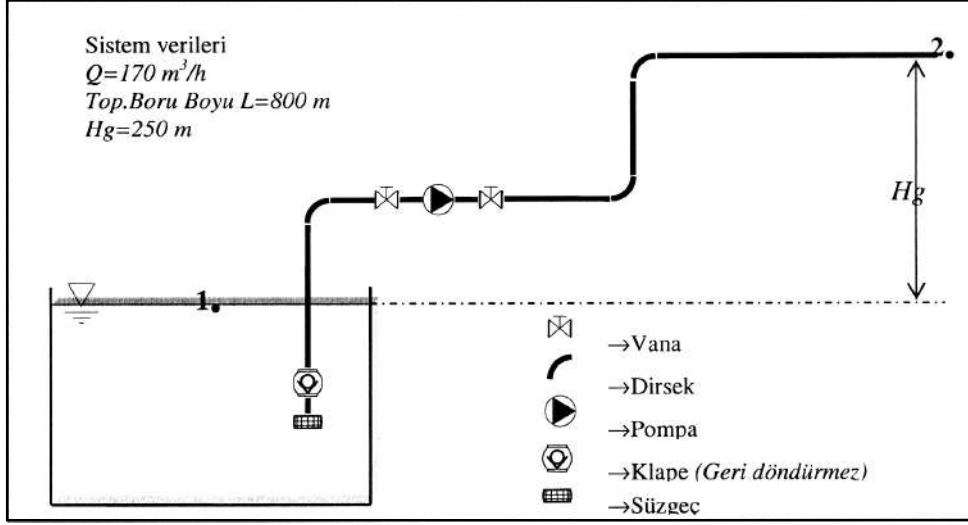 Sistem verileri
Q=170 m³/h
Top.Boru Boyu L=800 m
Hg=250 m
2.
Hg
1.
→Vana
→Dirsek
→Pompa
→Klape (Geri döndürmez)
→Süzgeç